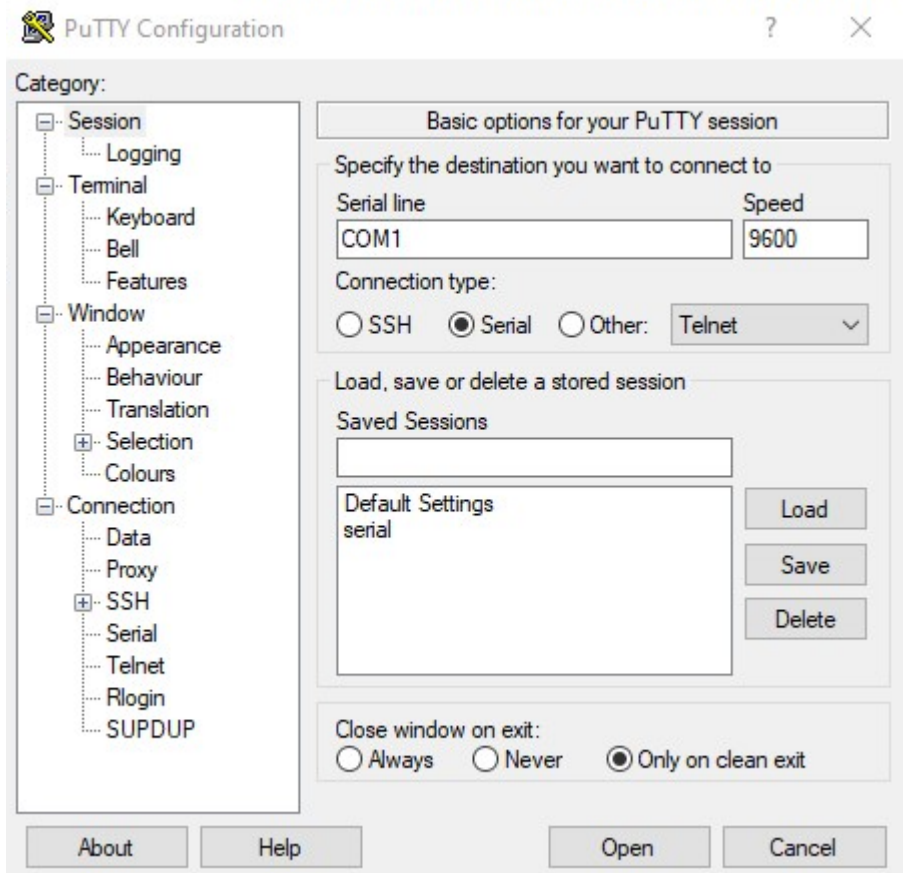 PuTTY Configuration
?
Category:
Session
Logging
Terminal
Keyboard
Bell
Features
Window
Appearance
Behaviour
Translation
Selection
Colours
Connection
Data
Proxy
SSH
Serial
Telnet
Rlogin
SUPDUP
Basic options for your PuTTY session
Specify the destination you want to connect to
Serial line Speed
COM1 9600
Connection type:
SSH Serial Other: Telnet
Load, save or delete a stored session
Saved Sessions
Default Settings
serial
Load
Save
Delete
Close window on exit:
Always Never Only on clean exit
About Help Open Cancel